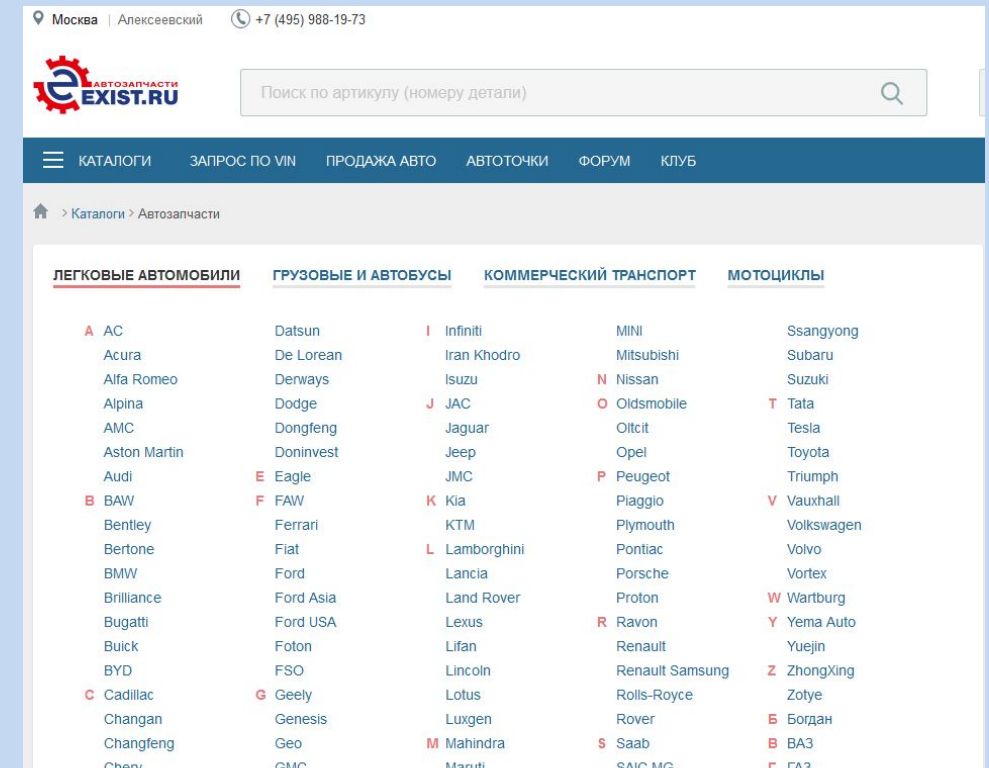 Москва | Алексеевский +7 (495) 988-19-73
АВТОЗАПЧАСТИ
EXIST.RU
Поиск по артикулу (номеру детали)
КАТАЛОГИ ЗАПРОС ПО VIN ПРОДАЖА АВТО АВТОТОЧКИ ФОРУМ КЛУБ
> Каталоги > Автозапчасти
ЛЕГКОВЫЕ АВТОМОБИЛИ ГРУЗОВЫЕ И АВТОБУСЫ КОММЕРЧЕСКИЙ ТРАНСПОРТ МОТОЦИКЛЫ
A AC
Acura
Alfa Romeo
Alpina
AMC
Aston Martin
Audi
B BAW
Bentley
Bertone
BMW
Brilliance
Bugatti
Buick
BYD
C Cadillac
Changan
Changfeng
Chery
Datsun
De Lorean
Derways
Dodge
Dongfeng
Doninvest
E Eagle
F FAW
Ferrari
Fiat
Ford
Ford Asia
Ford USA
Foton
FSO
G Geely
Genesis
Geo
GMC
I Infiniti
Iran Khodro
Isuzu
J JAC
Jaguar
Jeep
JMC
K Kia
KTM
L Lamborghini
Lancia
Land Rover
Lexus
Lifan
Lincoln
Lotus
Luxgen
M Mahindra
Maruti
MINI
Mitsubishi
N Nissan
O Oldsmobile
Oltcit
Opel
P Peugeot
Piaggio
Plymouth
Pontiac
Porsche
Proton
R Ravon
Renault
Renault Samsung
Rolls-Royce
Rover
S Saab
SAIC MG
Ssangyong
Subaru
Suzuki
T Tata
Tesla
Toyota
Triumph
V Vauxhall
Volkswagen
Volvo
Vortex
W Wartburg
Y Yema Auto
Yuejin
Z ZhongXing
Zotye
Б Богдан
В ВАЗ
Г ГАЗ